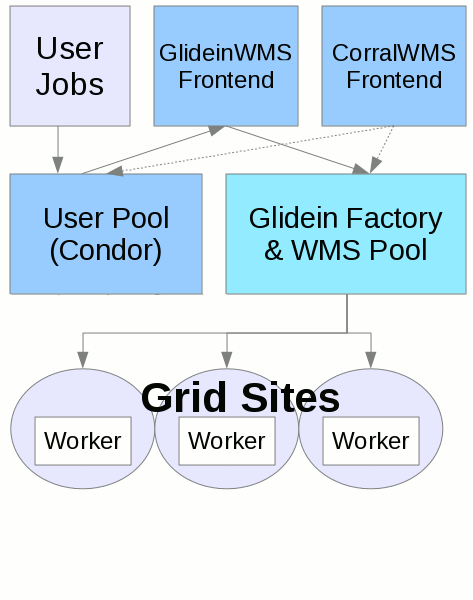 User
Jobs
GlideinWMS
Frontend
CorralWMS
Frontend
User Pool
(Condor)
Glidein Factory
& WMS Pool
Grid Sites
Worker
Worker
Worker